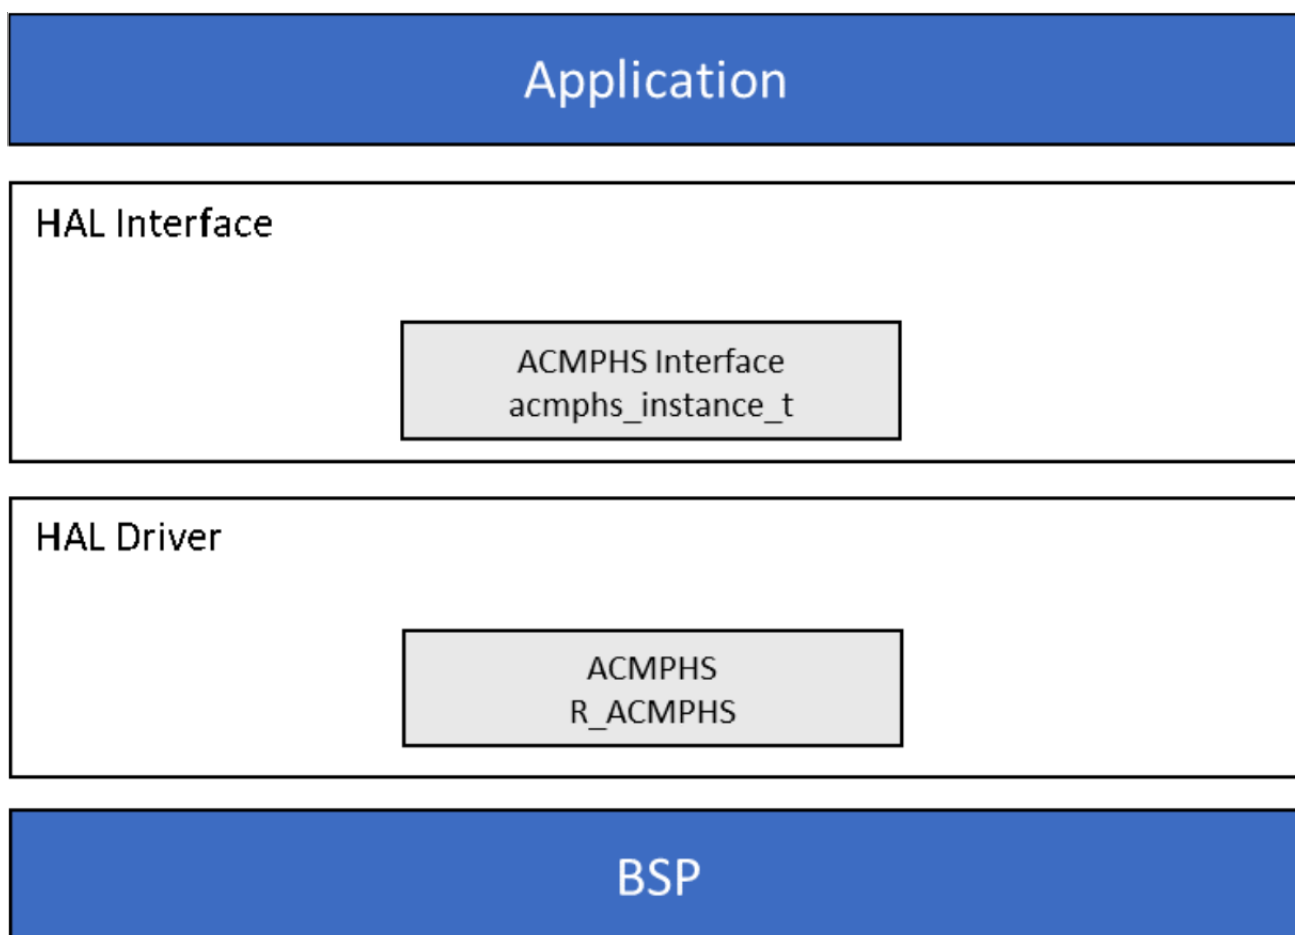 Application
HAL Interface
ACMPHS Interface
acmphs_instance_t
HAL Driver
ACMPHS
R_ACMPHS
BSP